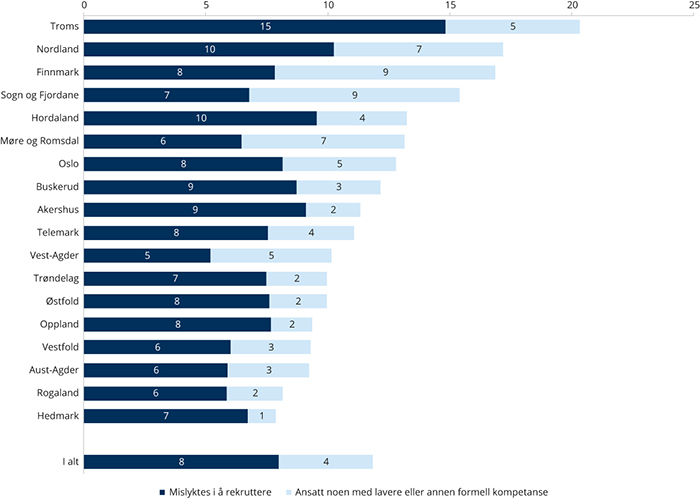 0 5 10 15 20 25
Troms 15 5
Nordland 10 7
Finnmark 8 9
Sogn og Fjordane 7 9
Hordaland 10 4
Møre og Romsdal 6 7
Oslo 8 5
Buskerud 9 3
Akershus 9 2
Telemark 8 4
Vest-Agder 5 5
Trøndelag 7 2
Østfold 8 2
Oppland 8 2
Vestfold 6 3
Aust-Agder 6 3
Rogaland 6 2
Hedmark 7 1
I alt 8 4
Mislyktes i å rekruttere Ansatt noen med lavere eller annen formell kompetanse